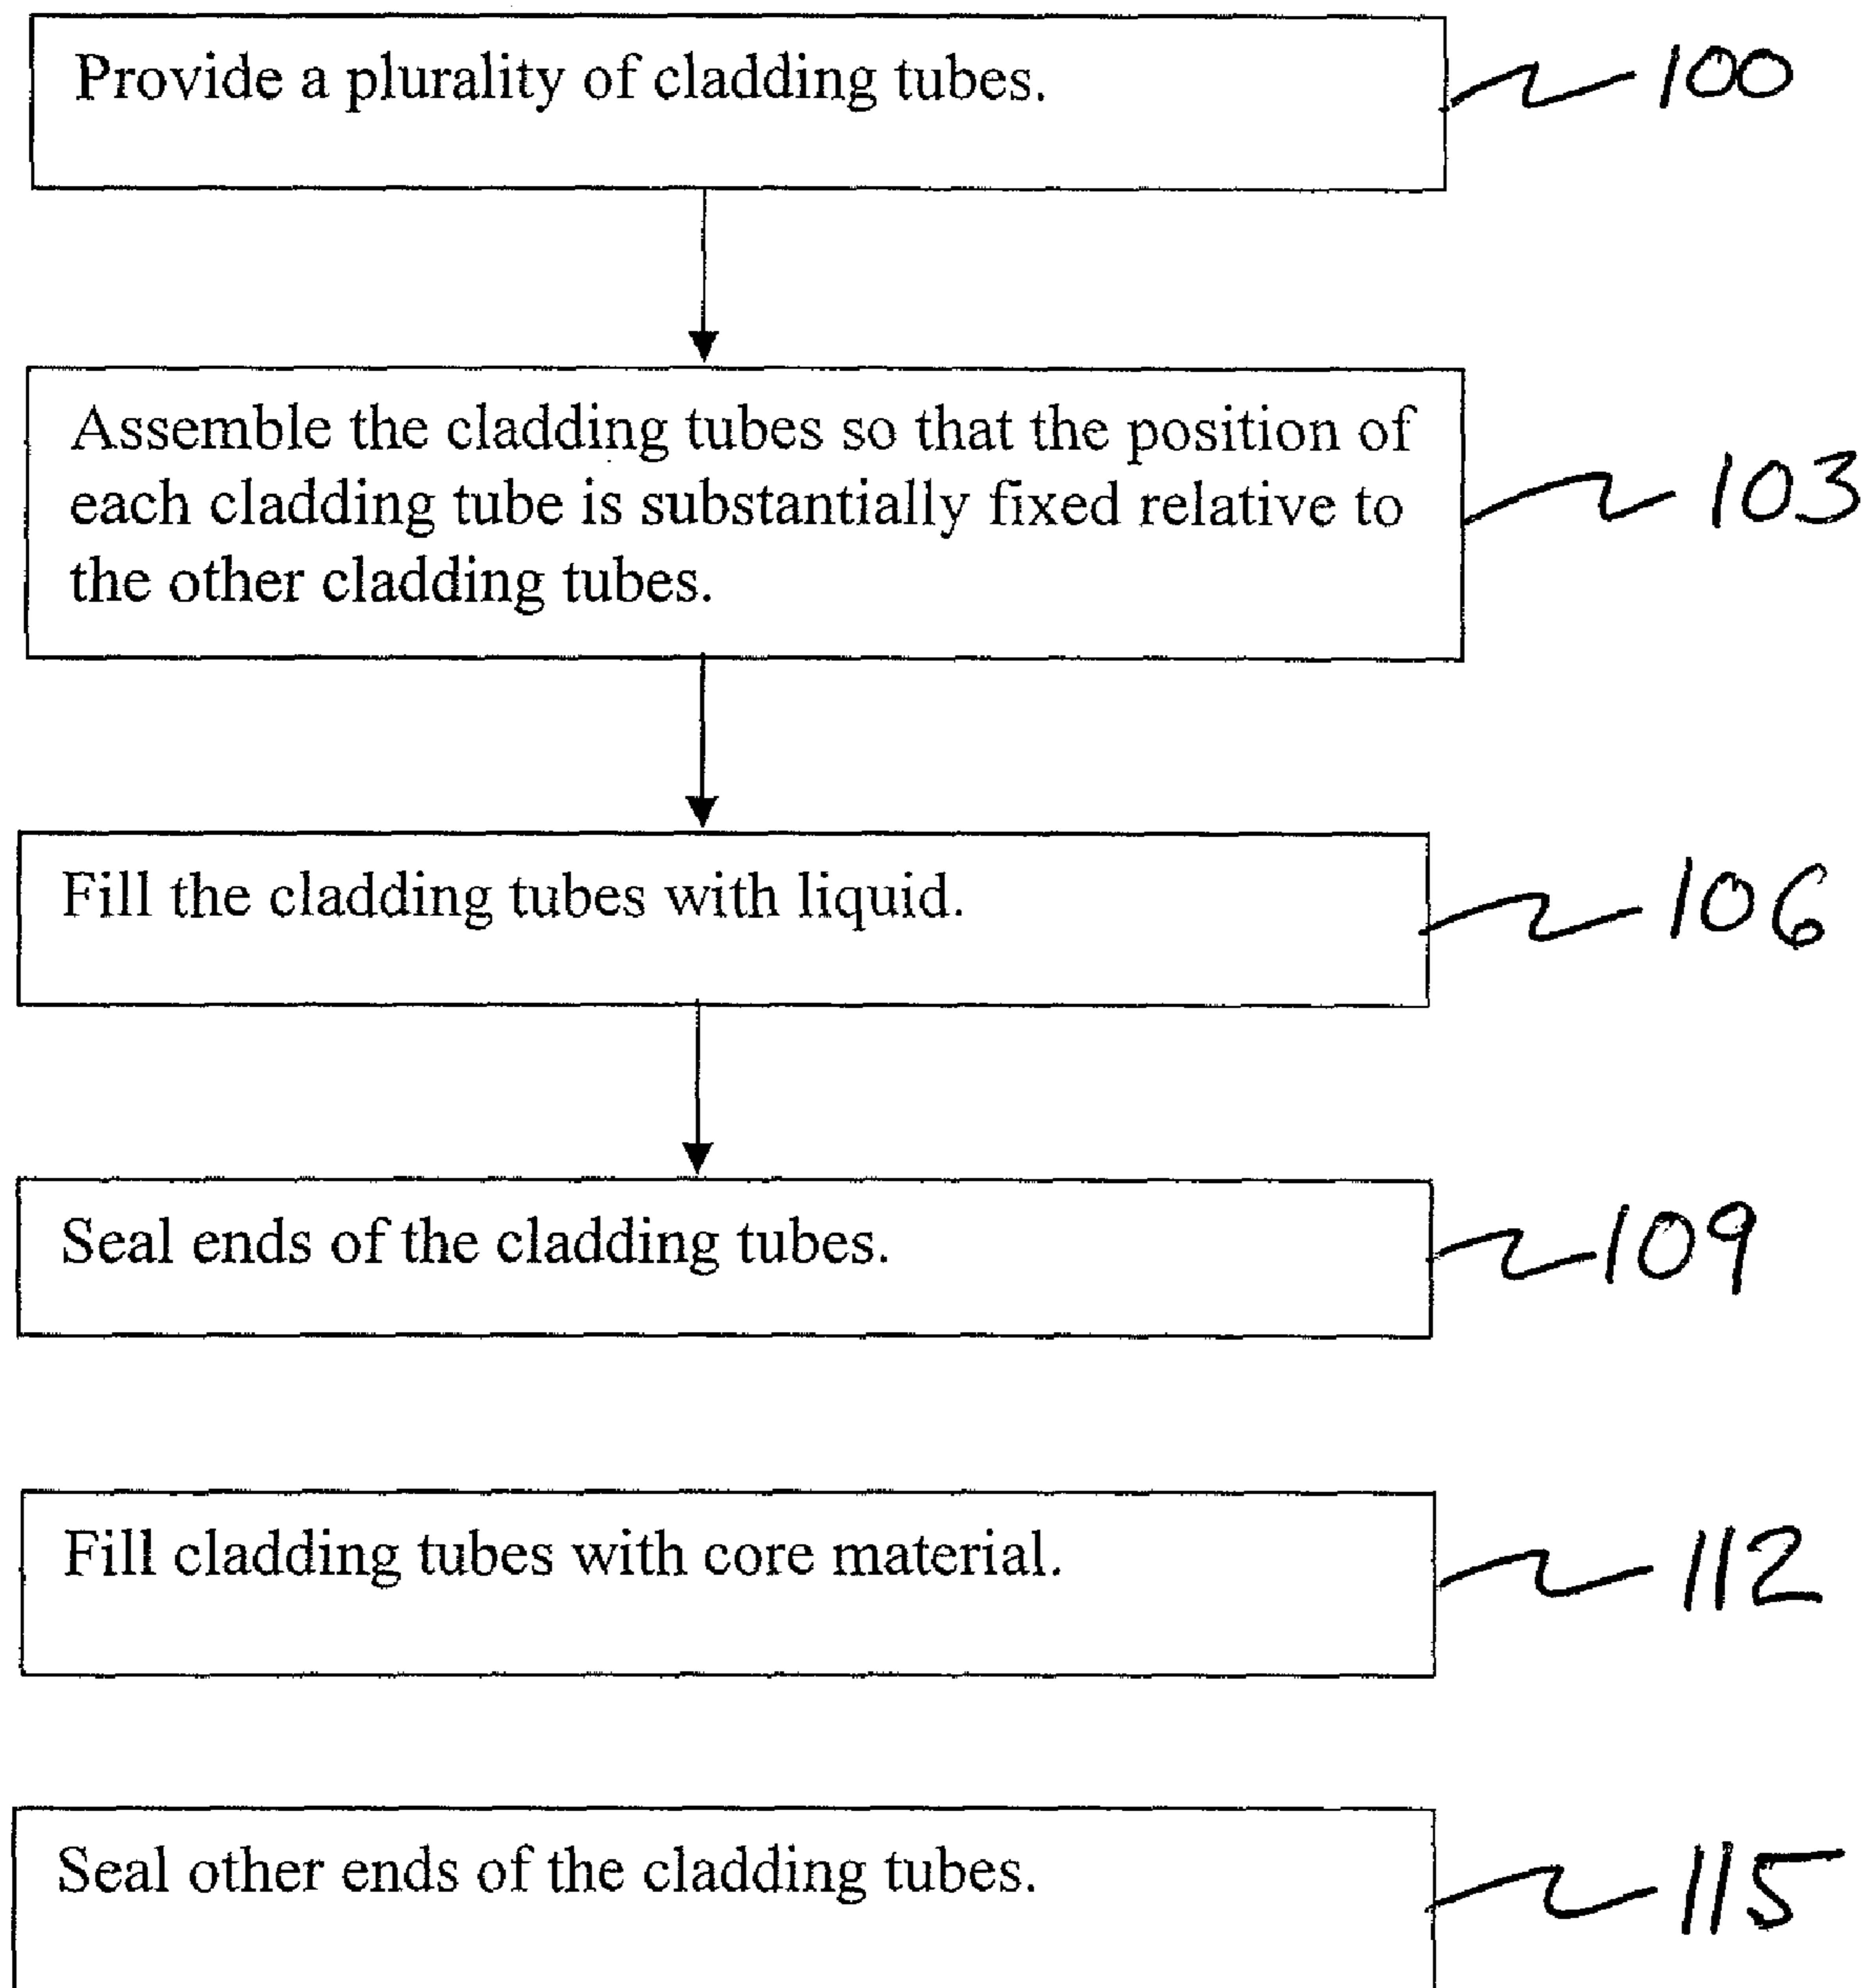 Provide a plurality of cladding tubes.
100
Assemble the cladding tubes so that the position of
each cladding tube is substantially fixed relative to
the other cladding tubes.
103
Fill the cladding tubes with liquid.
106
Seal ends of the cladding tubes.
109
Fill cladding tubes with core material.
112
Seal other ends of the cladding tubes.
115